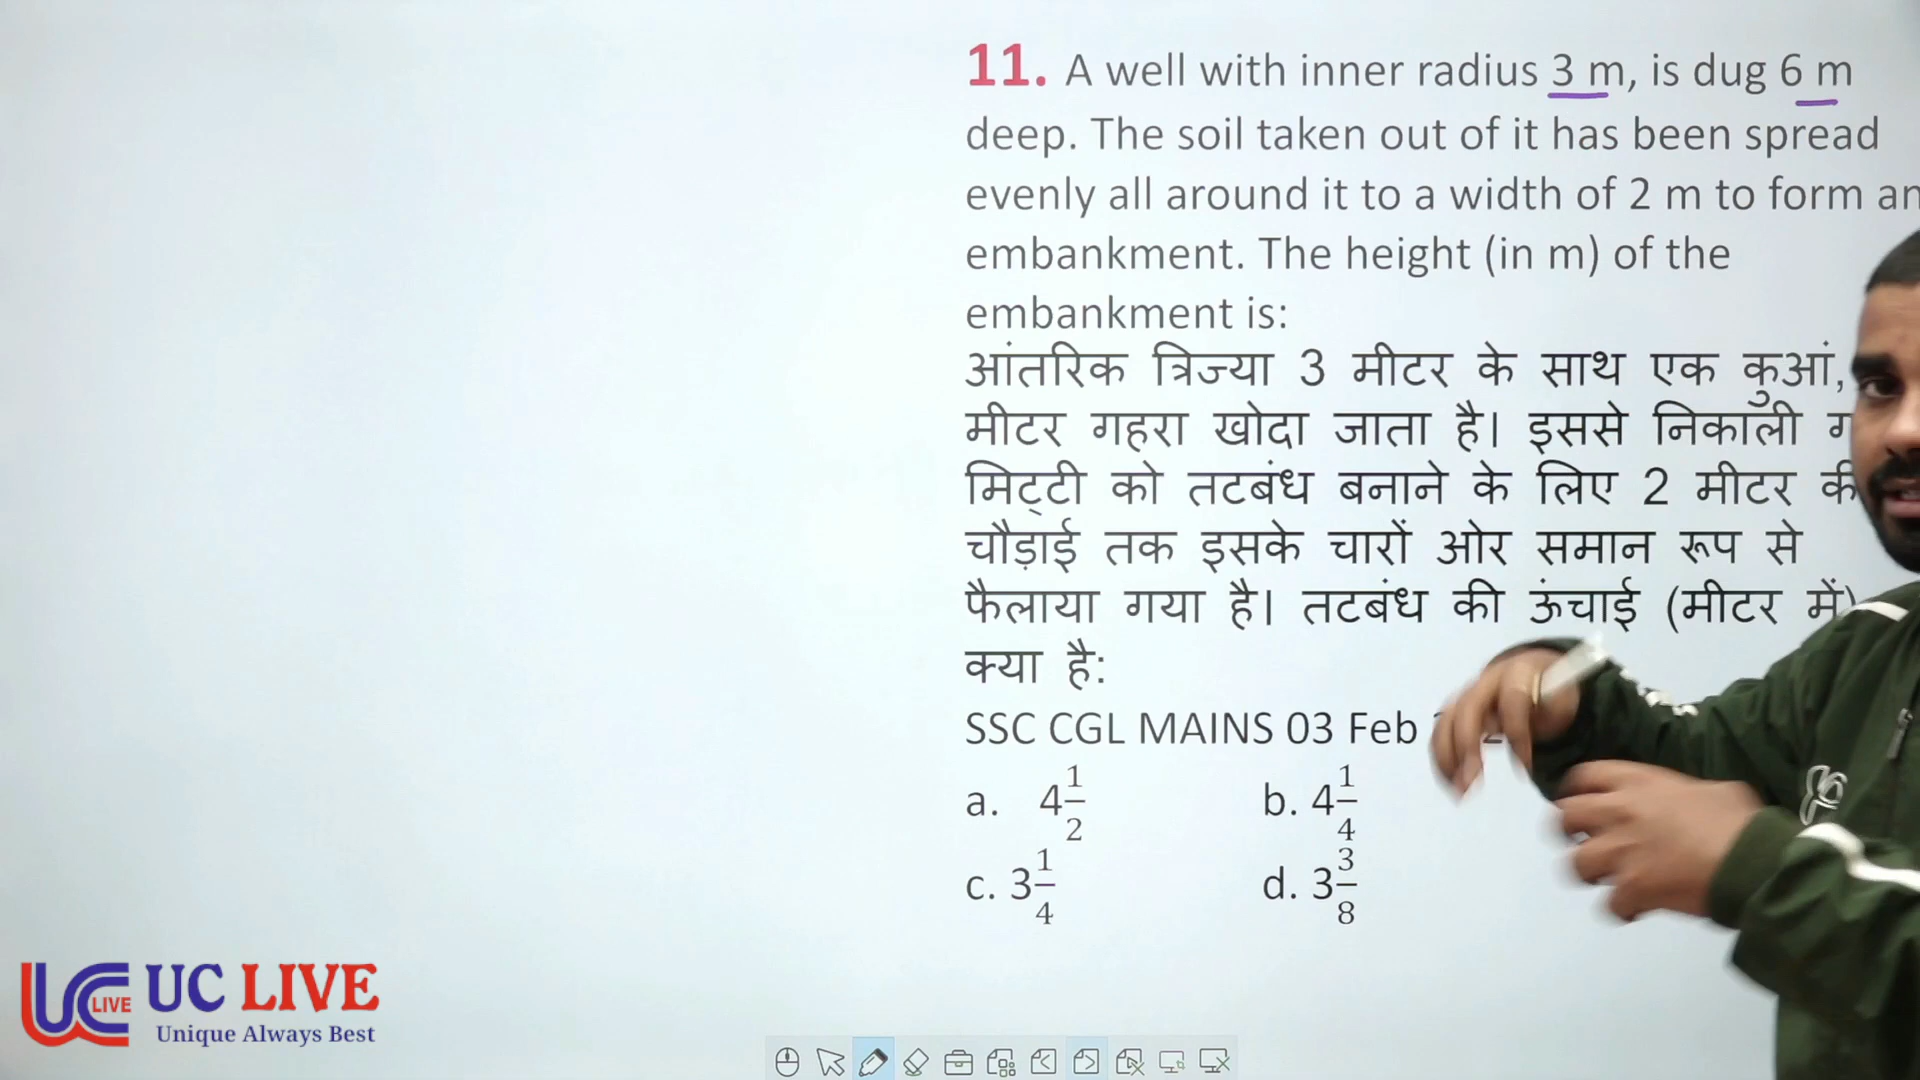 11. A well with inner radius 3 m, is dug 6 m
deep. The soil taken out of it has been spread
evenly all around it to a width of 2 m to form an
embankment. The height (in m) of the
embankment is:
आंतरिक त्रिज्या 3 मीटर के साथ एक कुआं,
मीटर गहरा खोदा जाता है। इससे निकाली
मिट्टी को तटबंध बनाने के लिए 2 मीटर की
चौड़ाई तक इसके चारों ओर समान रूप से
फैलाया गया है। तटबंध की ऊंचाई (मीटर में)
क्या है:
SSC CGL MAINS 03 Feb
a. 4 1/2 b. 4 1/4
c. 3 1/4 d. 3 3/8
UC LIVE UC LIVE
Unique Always Best